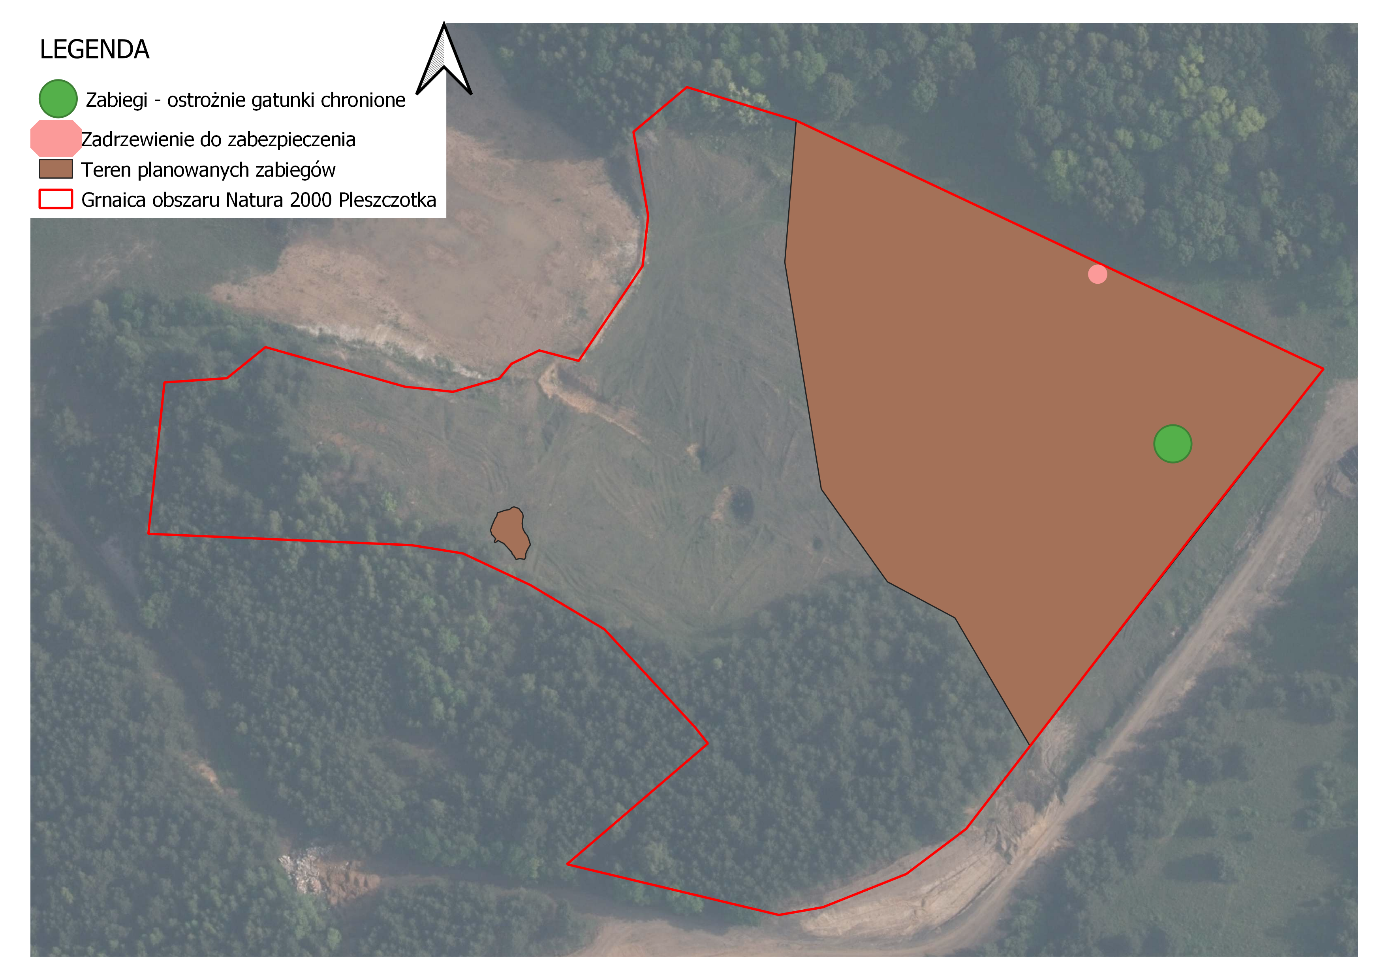 LEGENDA
Zabiegi - ostrożnie gatunki chronione
Zadrzewienie do zabezpieczenia
Teren planowanych zabiegów
Grnaica obszaru Natura 2000 Pleszczotka